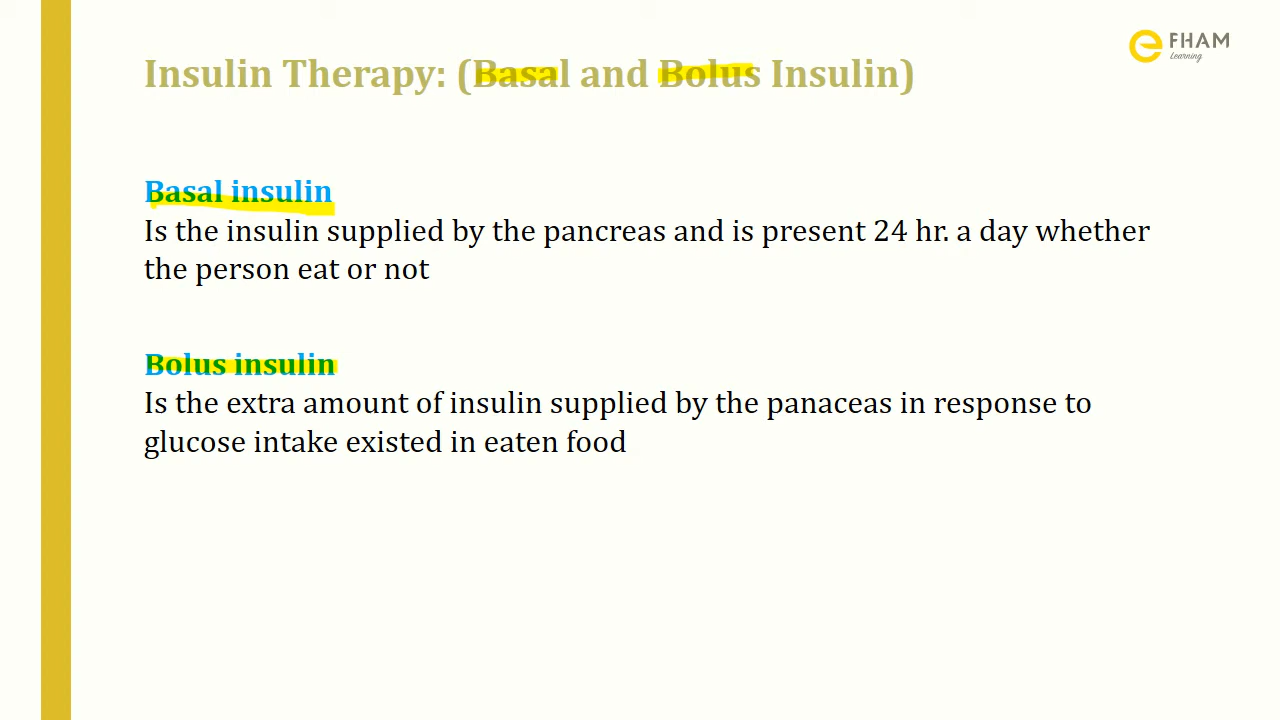 Insulin Therapy: (Basal and Bolus Insulin)
e FHAM
Learning
Basal insulin
Is the insulin supplied by the pancreas and is present 24 hr. a day whether
the person eat or not
Bolus insulin
Is the extra amount of insulin supplied by the panaceas in response to
glucose intake existed in eaten food